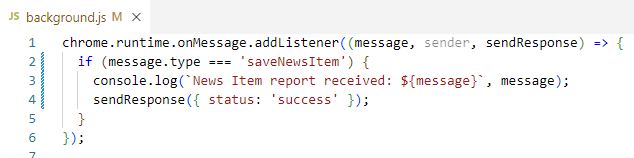 JS background.js M ×
1 chrome.runtime.onMessage.addListener((message, sender, sendResponse) => {
2   if (message.type === 'saveNewsItem') {
3     console.log(`News Item report received: ${message}`, message);
4     sendResponse({ status: 'success' });
5   }
6 });
7